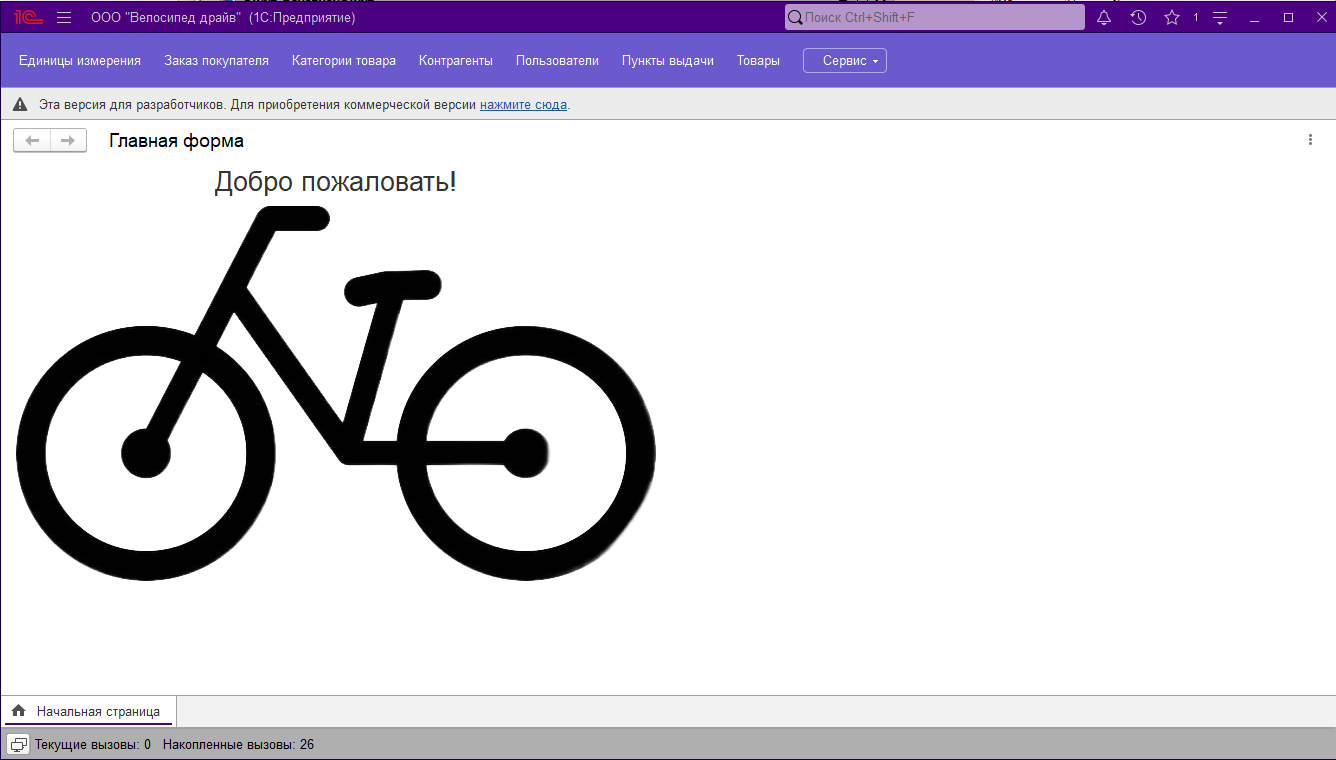 1С ООО "Велосипед драйв" (1С:Предприятие) Поиск Ctrl+Shift+F 1
Единицы измерения Заказ покупателя Категории товара Контрагенты Пользователи Пункты выдачи Товары Сервис
Эта версия для разработчиков. Для приобретения коммерческой версии нажмите сюда.
Главная форма
Добро пожаловать!
Начальная страница
Текущие вызовы: 0 Накопленные вызовы: 26